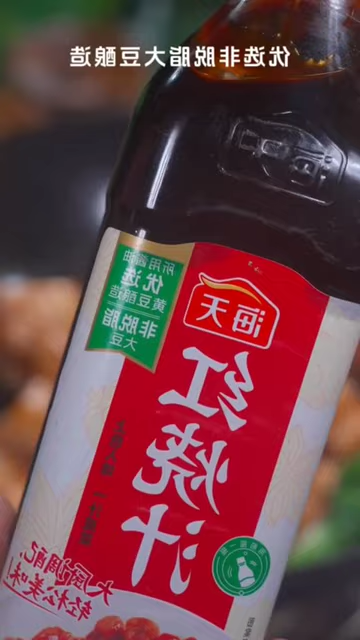 优选非脱脂大豆酿造
海天
所用酱油
优选
黄豆酿造
非脱脂
大豆
红烧汁
大厨调配
轻松美味!